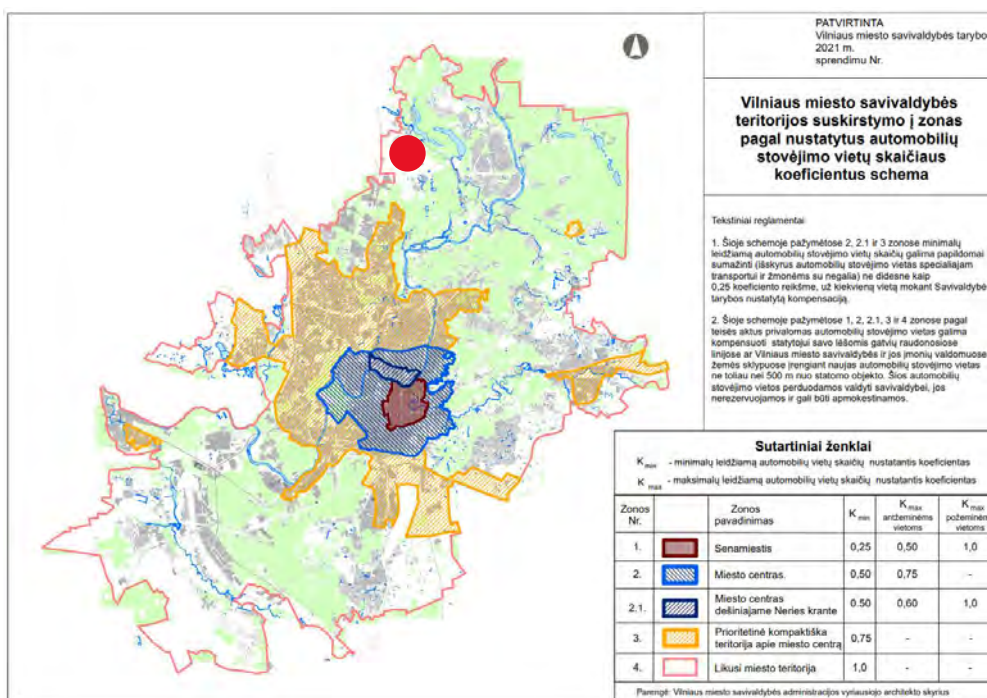 PATVIRTINTA
Vilniaus miesto savivaldybės tarybo
2021 m.
sprendimu Nr.
Vilniaus miesto savivaldybės
teritorijos suskirstymo į zonas
pagal nustatytus automobilių
stovėjimo vietų skaičiaus
koeficientus schema
Tekstiniai reglamentai
1. Šioje schemoje pažymėtose 2, 2.1 ir 3 zonose minimalų
leidžiamą automobilių stovėjimo vietų skaičių galima papildomai
sumažinti (išskyrus automobilių stovėjimo vietas specialiajam
transportui ir žmonėms su negalia) ne didesne kaip
0,25 koeficiento reikšme, už kiekvieną vietą mokant Savivaldybė
tarybos nustatytą kompensaciją.
2. Šioje schemoje pažymėtose 1, 2, 2.1, 3 ir 4 zonose pagal
teisės aktus privalomas automobilių stovėjimo vietas galima
kompensuoti statytojui savo lėšomis gatvių raudonosiose
linijose ar Vilniaus miesto savivaldybės ir jos įmonių valdomuose
žemės sklypuose įrengiant naujas automobilių stovėjimo vietas
ne toliau nei 500 m nuo statomo objekto. Šios automobilių
stovėjimo vietos perduodamos valdyti savivaldybei, jos
nerezervuojamos ir gali būti apmokestinamos.
Sutartiniai ženklai
K min - minimalų leidžiamą automobilių vietų skaičių nustatantis koeficientas
K max - maksimalų leidžiamą automobilių vietų skaičių nustatantis koeficientas
Zonos Nr. Zonos pavadinimas K min K max antžeminėms vietoms K max požeminėms vietoms
1. Senamiestis 0,25 0,50 1,0
2. Miesto centras. 0,50 0,75 -
2.1. Miesto centras dešiniajame Neries krante 0.50 0,60 1,0
3. Prioritetinė kompaktiška teritorija apie miesto centrą 0,75 - -
4. Likusi miesto teritorija 1,0 - -
Parengė: Vilniaus miesto savivaldybės administracijos vyriausiojo architekto skyrius